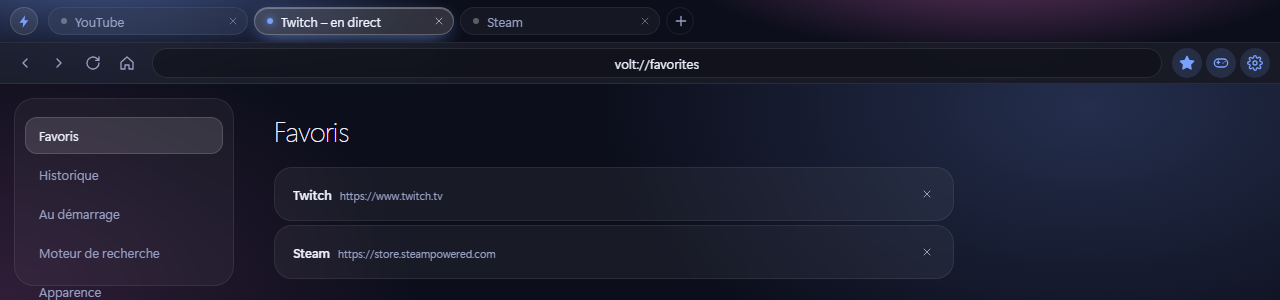 YouTube
Twitch – en direct
Steam
volt://favorites
Favoris
Historique
Au démarrage
Moteur de recherche
Apparence
Favoris
Twitch https://www.twitch.tv
Steam https://store.steampowered.com